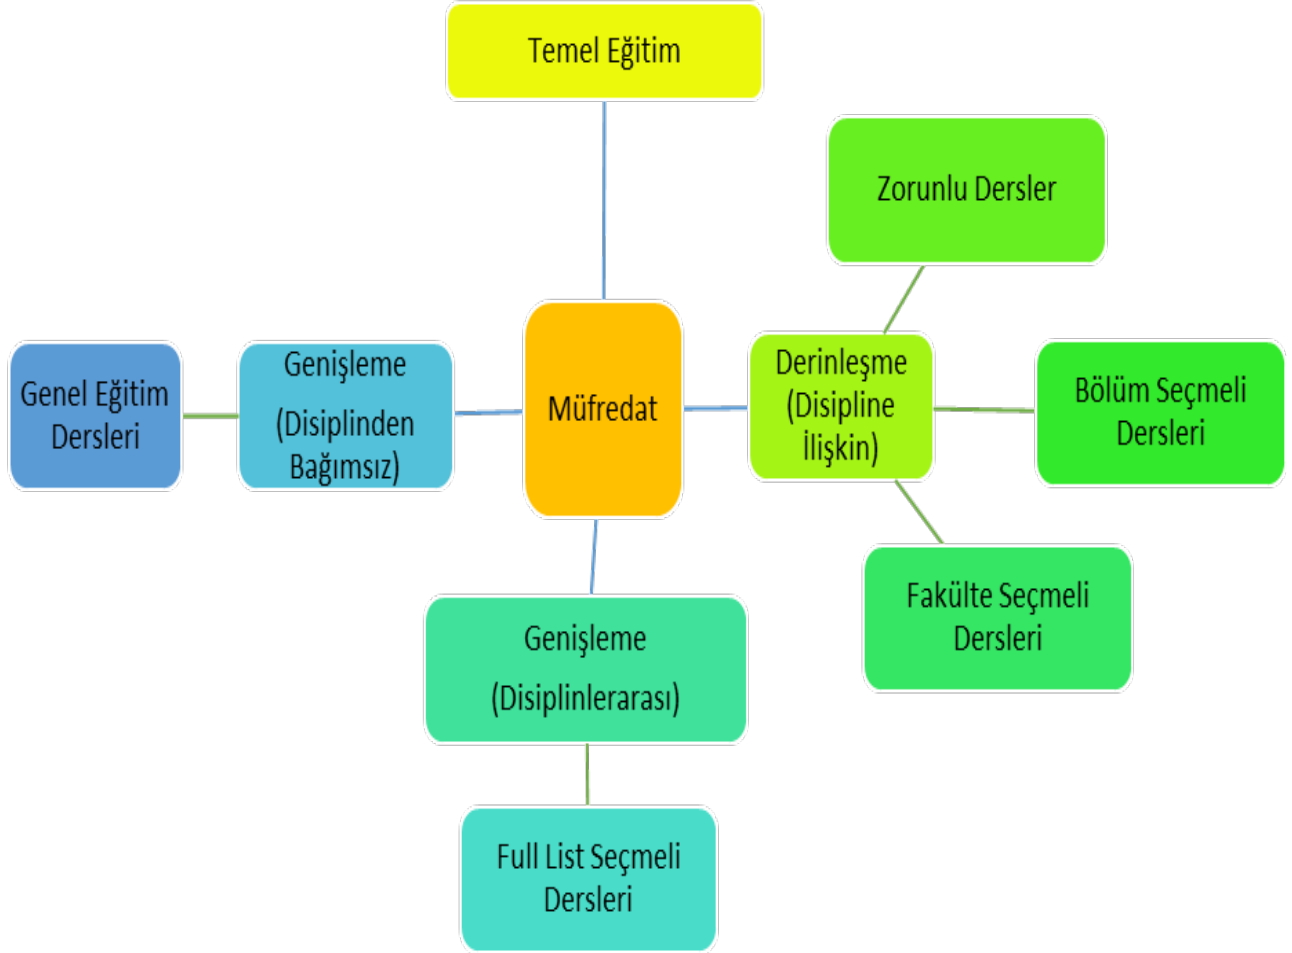 Temel Eğitim
Zorunlu Dersler
Genel Eğitim
Dersleri
Genişleme
(Disiplinden
Bağımsız)
Müfredat
Derinleşme
(Disipline
İlişkin)
Bölüm Seçmeli
Dersleri
Fakülte Seçmeli
Dersleri
Genişleme
(Disiplinlerarası)
Full List Seçmeli
Dersleri